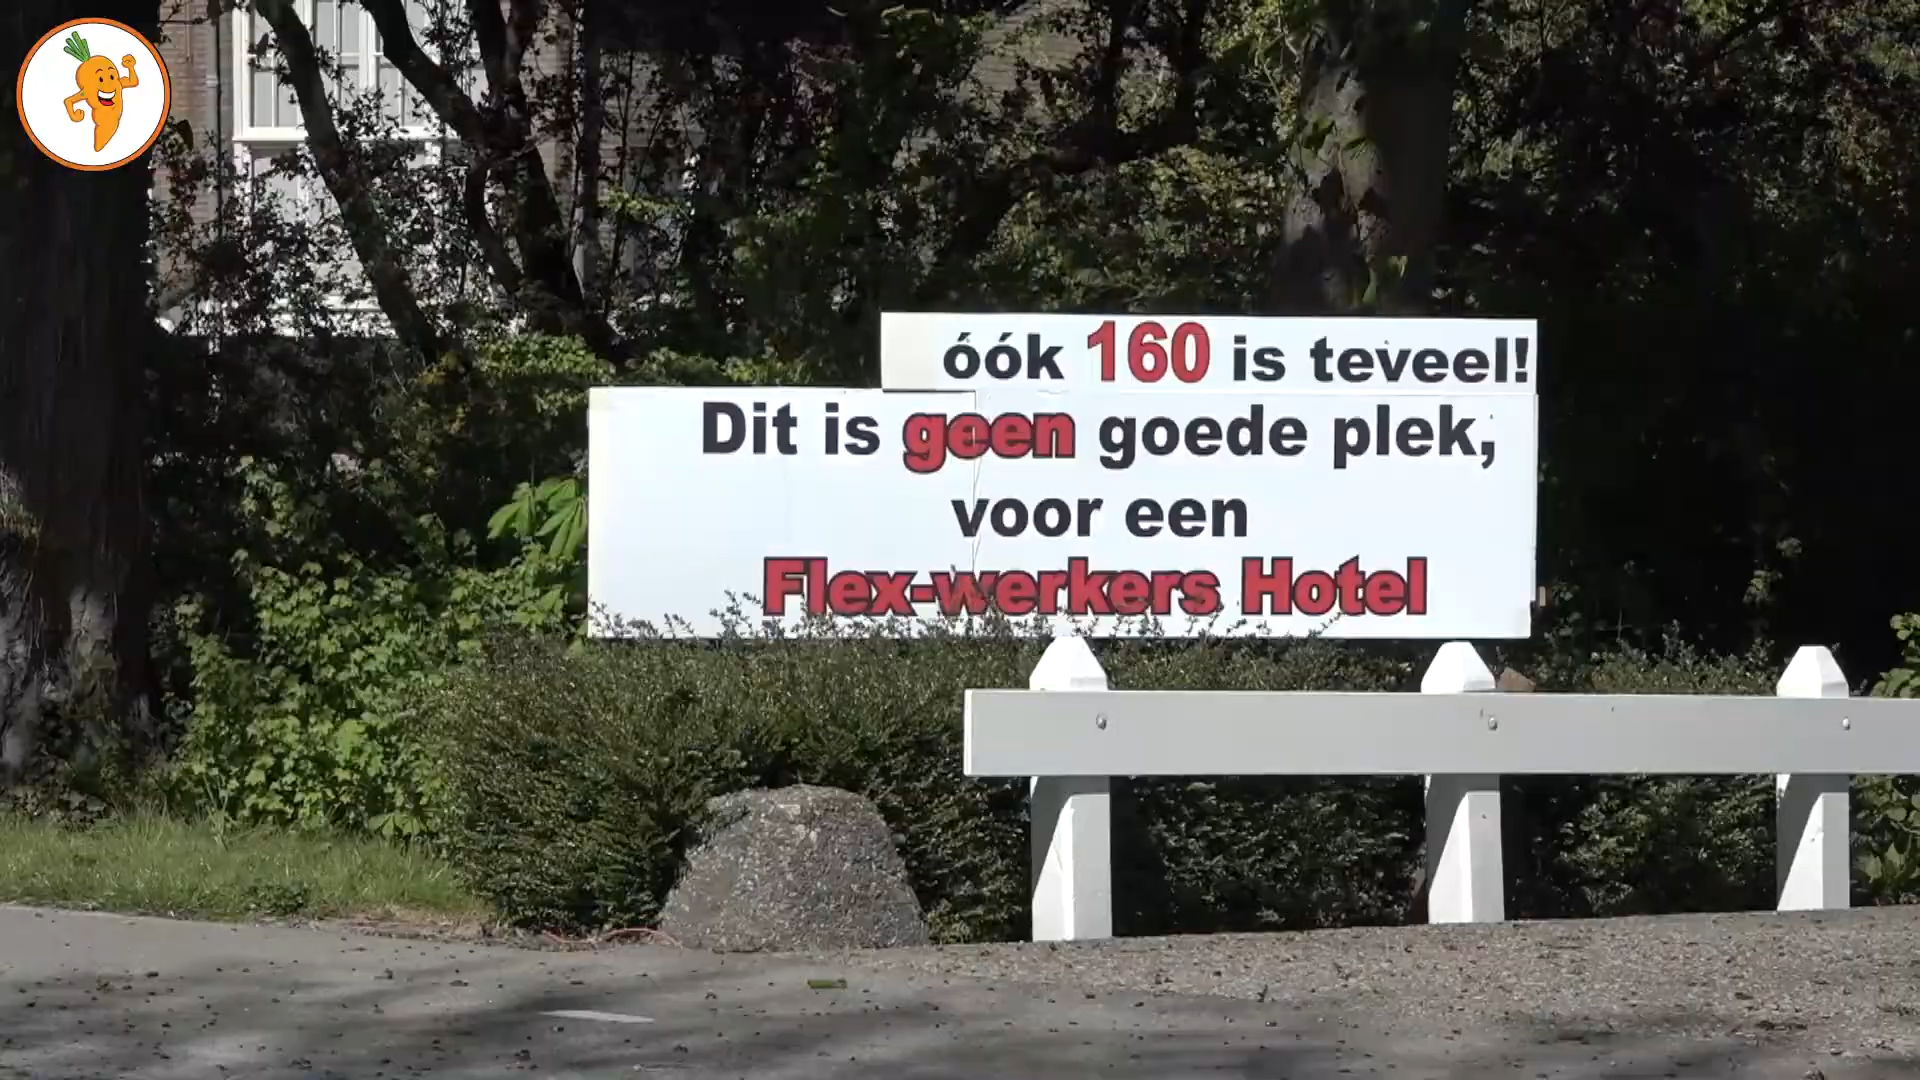 óók 160 is teveel!
Dit is geen goede plek,
voor een
Flex-werkers Hotel